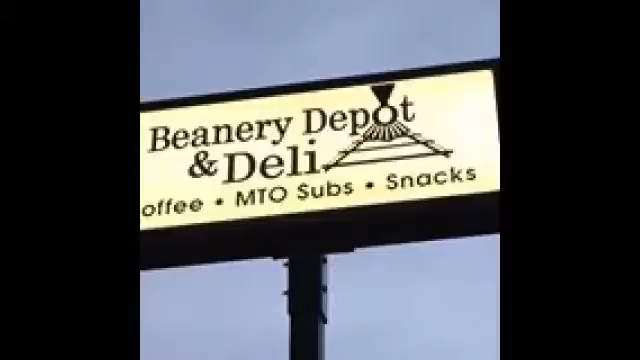 Beanery Depot
& Deli
offee • MTO Subs • Snacks